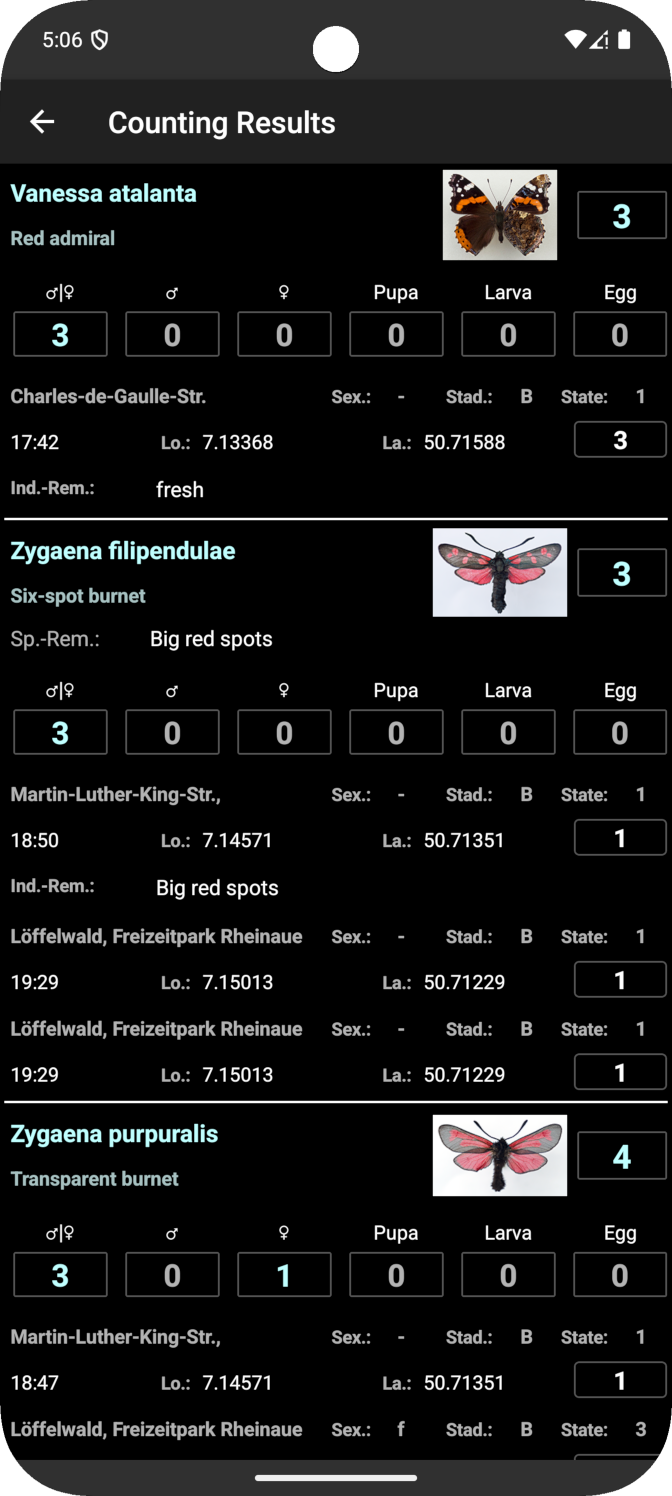 5:06
Counting Results
Vanessa atalanta
3
Red admiral
♂|♀ ♂ ♀ Pupa Larva Egg
3 0 0 0 0 0
Charles-de-Gaulle-Str. Sex.: - Stad.: B State: 1
17:42 Lo.: 7.13368 La.: 50.71588 3
Ind.-Rem.: fresh
Zygaena filipendulae
3
Six-spot burnet
Sp.-Rem.: Big red spots
♂|♀ ♂ ♀ Pupa Larva Egg
3 0 0 0 0 0
Martin-Luther-King-Str., Sex.: - Stad.: B State: 1
18:50 Lo.: 7.14571 La.: 50.71351 1
Ind.-Rem.: Big red spots
Löffelwald, Freizeitpark Rheinaue Sex.: - Stad.: B State: 1
19:29 Lo.: 7.15013 La.: 50.71229 1
Löffelwald, Freizeitpark Rheinaue Sex.: - Stad.: B State: 1
19:29 Lo.: 7.15013 La.: 50.71229 1
Zygaena purpuralis
4
Transparent burnet
♂|♀ ♂ ♀ Pupa Larva Egg
3 0 1 0 0 0
Martin-Luther-King-Str., Sex.: - Stad.: B State: 1
18:47 Lo.: 7.14571 La.: 50.71351 1
Löffelwald, Freizeitpark Rheinaue Sex.: f Stad.: B State: 3